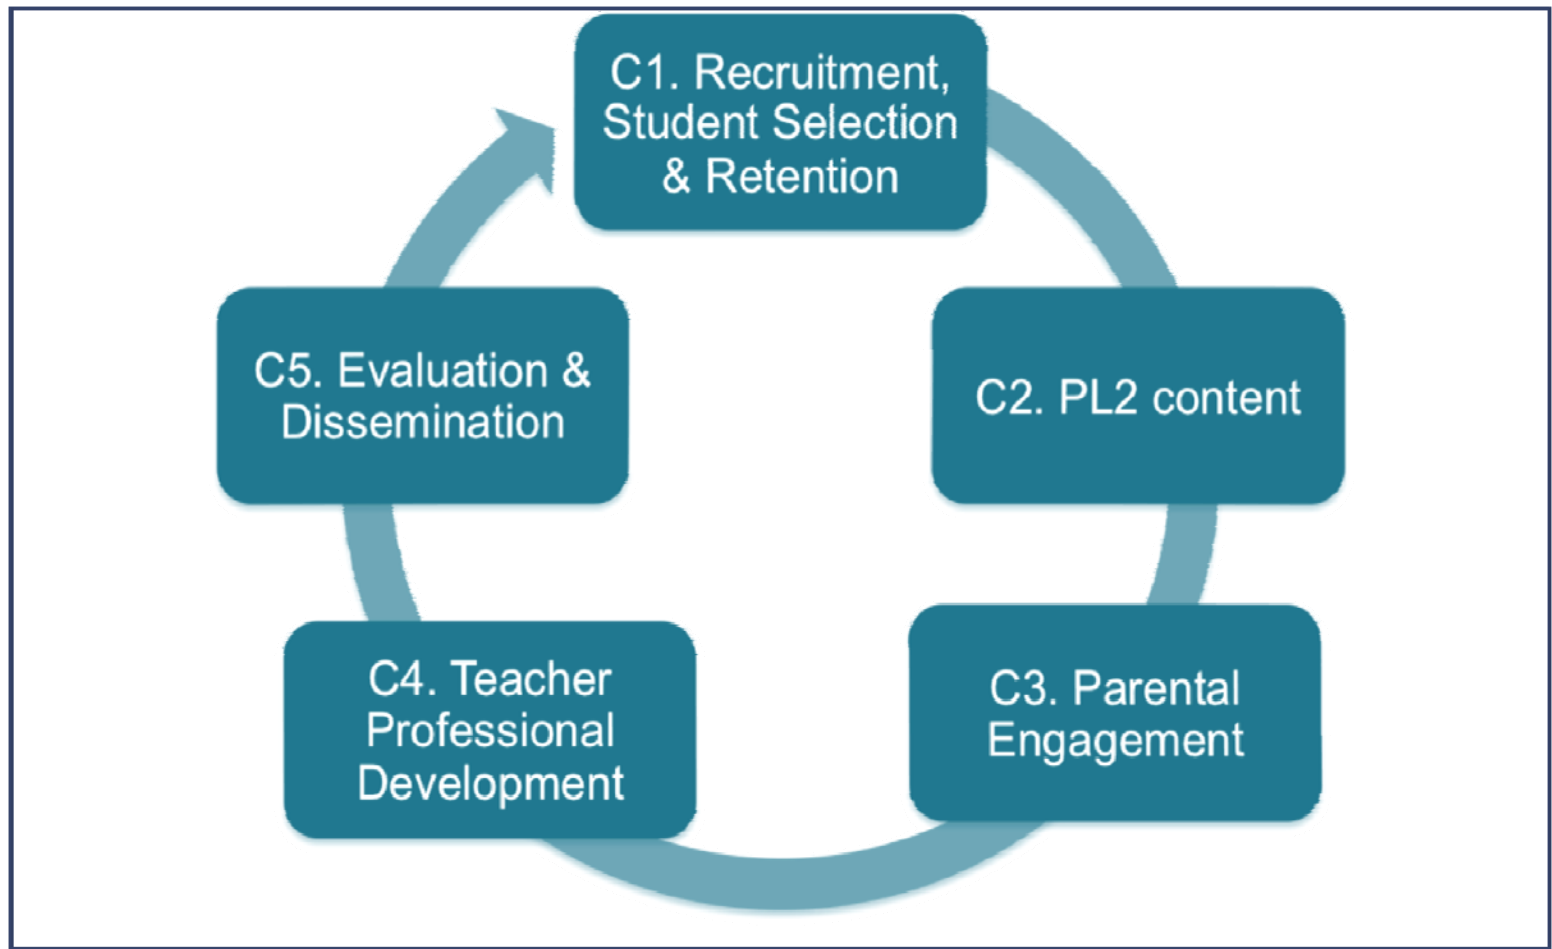 C1. Recruitment,
Student Selection
& Retention
C2. PL2 content
C3. Parental
Engagement
C4. Teacher
Professional
Development
C5. Evaluation &
Dissemination